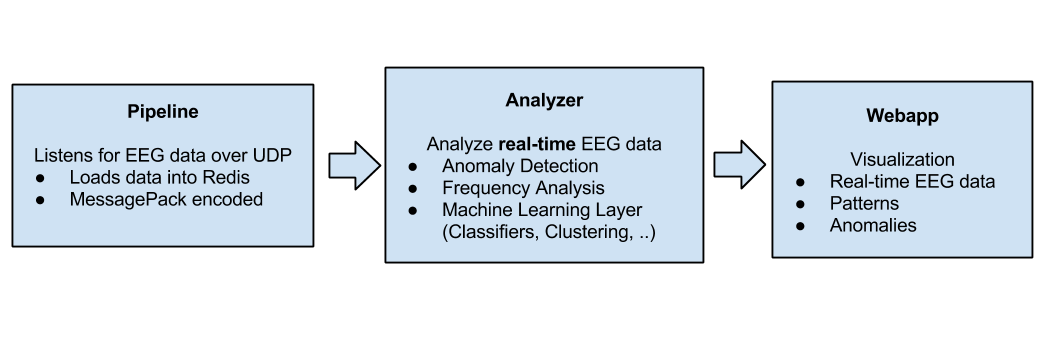 Pipeline
Listens for EEG data over UDP
● Loads data into Redis
● MessagePack encoded
Analyzer
Analyze real-time EEG data
● Anomaly Detection
● Frequency Analysis
● Machine Learning Layer
(Classifiers, Clustering, ..)
Webapp
Visualization
● Real-time EEG data
● Patterns
● Anomalies